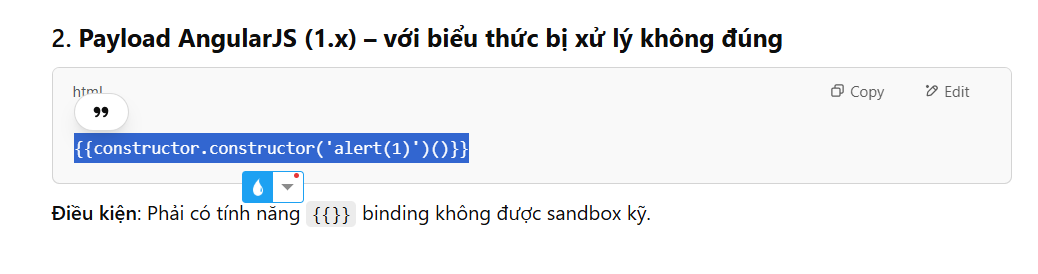 2. Payload AngularJS (1.x) – với biểu thức bị xử lý không đúng
html
Copy
Edit
{{constructor.constructor('alert(1)')()}}
Điều kiện: Phải có tính năng {{}} binding không được sandbox kỹ.